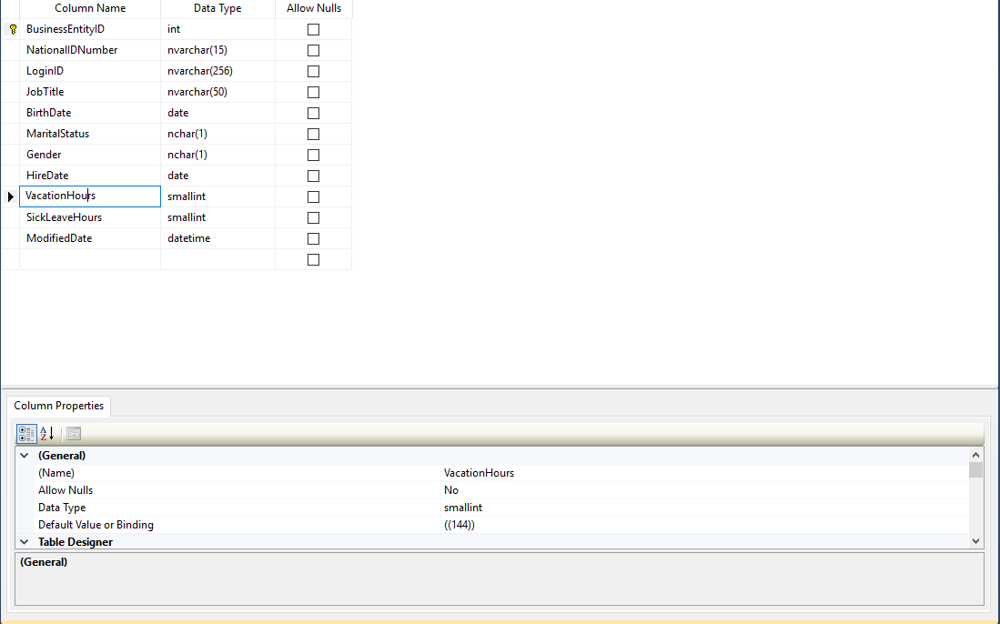 Column Name Data Type Allow Nulls
BusinessEntityID int
NationalIDNumber nvarchar(15)
LoginID nvarchar(256)
JobTitle nvarchar(50)
BirthDate date
MaritalStatus nchar(1)
Gender nchar(1)
HireDate date
VacationHours smallint
SickLeaveHours smallint
ModifiedDate datetime
Column Properties
(General)
(Name) VacationHours
Allow Nulls No
Data Type smallint
Default Value or Binding ((144))
Table Designer
(General)